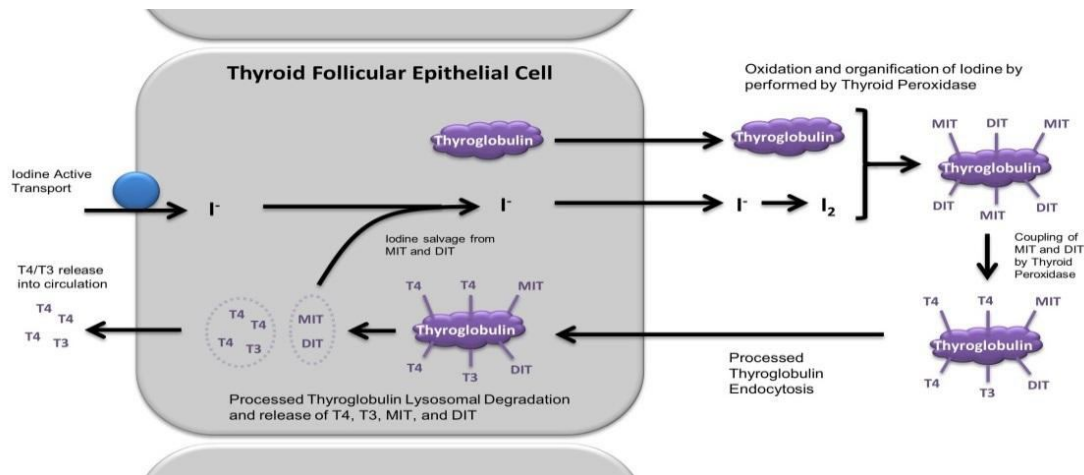 Thyroid Follicular Epithelial Cell
Oxidation and organification of Iodine by
performed by Thyroid Peroxidase
Thyroglobulin
Thyroglobulin
MIT
DIT
MIT
Thyroglobulin
DIT
MIT
DIT
Iodine Active
Transport
I-
I-
I-
I2
Iodine salvage from
MIT and DIT
Coupling of
MIT and DIT
by Thyroid
Peroxidase
T4/T3 release
into circulation
T4
T4
T4
T3
T4
T4
T4
T3
MIT
DIT
T4
T4
MIT
Thyroglobulin
T4
T3
DIT
T4
T4
MIT
Thyroglobulin
T4
T3
DIT
Processed
Thyroglobulin
Endocytosis
Processed Thyroglobulin Lysosomal Degradation
and release of T4, T3, MIT, and DIT